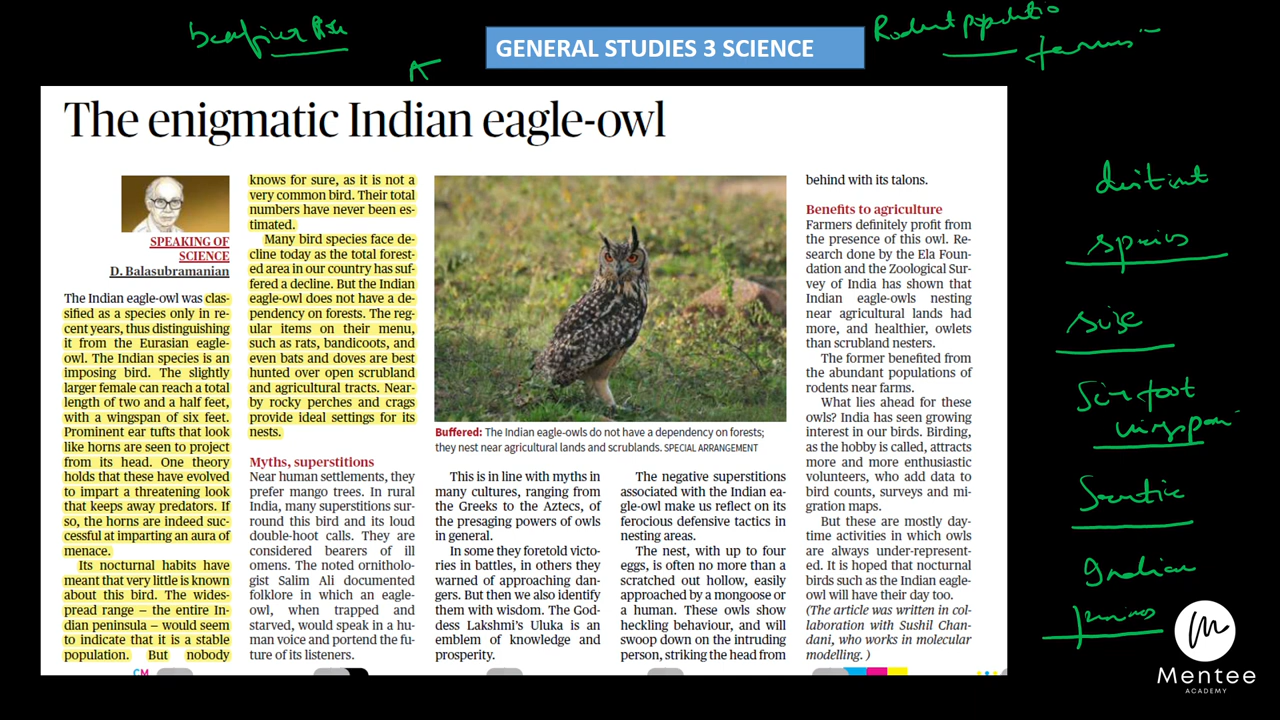 GENERAL STUDIES 3 SCIENCE
Rodent
The enigmatic Indian eagle-owl
SPEAKING OF
SCIENCE
D. Balasubramanian
The Indian eagle-owl was clas-
sified as a species only in re-
cent years, thus distinguishing
it from the Eurasian eagle-
owl. The Indian species is an
imposing bird. The slightly
larger female can reach a total
length of two and a half feet,
with a wingspan of six feet.
Prominent ear tufts that look
like horns are seen to project
from its head. One theory
holds that these have evolved
to impart a threatening look
that keeps away predators. If
so, the horns are indeed suc-
cessful at imparting an aura of
menace.
Its nocturnal habits have
meant that very little is known
about this bird. The wides-
pread range – the entire In-
dian peninsula – would seem
to indicate that it is a stable
population. But nobody
knows for sure, as it is not a
very common bird. Their total
numbers have never been es-
timated.
Many bird species face de-
cline today as the total forest-
ed area in our country has suf-
fered a decline. But the Indian
eagle-owl does not have a de-
pendency on forests. The reg-
ular items on their menu,
such as rats, bandicoots, and
even bats and doves are best
hunted over open scrubland
and agricultural tracts. Near-
by rocky perches and crags
provide ideal settings for its
nests.
Myths, superstitions
Near human settlements, they
prefer mango trees. In rural
India, many superstitions sur-
round this bird and its loud
double-hoot calls. They are
considered bearers of ill
omens. The noted ornitholo-
gist Salim Ali documented
folklore in which an eagle-
owl, when trapped and
starved, would speak in a hu-
man voice and portend the fu-
ture of its listeners.
Buffered: The Indian eagle-owls do not have a dependency on forests;
they nest near agricultural lands and scrublands. SPECIAL ARRANGEMENT
This is in line with myths in
many cultures, ranging from
the Greeks to the Aztecs, of
the presaging powers of owls
in general.
In some they foretold victo-
ries in battles, in others they
warned of approaching dan-
gers. But then we also identify
them with wisdom. The God-
dess Lakshmi's Uluka is an
emblem of knowledge and
prosperity.
The negative superstitions
associated with the Indian ea-
gle-owl make us reflect on its
ferocious defensive tactics in
nesting areas.
The nest, with up to four
eggs, is often no more than a
scratched out hollow, easily
approached by a mongoose or
a human. These owls show
heckling behaviour, and will
swoop down on the intruding
person, striking the head from
behind with its talons.
Benefits to agriculture
Farmers definitely profit from
the presence of this owl. Re-
search done by the Ela Foun-
dation and the Zoological Sur-
vey of India has shown that
Indian eagle-owls nesting
near agricultural lands had
more, and healthier, owlets
than scrubland nesters.
The former benefited from
the abundant populations of
rodents near farms.
What lies ahead for these
owls? India has seen growing
interest in our birds. Birding,
as the hobby is called, attracts
more and more enthusiastic
volunteers, who add data to
bird counts, surveys and mi-
gration maps.
But these are mostly day-
time activities in which owls
are always under-represent-
ed. It is hoped that nocturnal
birds such as the Indian eagle-
owl will have their day too.
(The article was written in col-
laboration with Sushil Chan-
dani, who works in molecular
modelling. )
size
CM
Mentee
ACADEMY